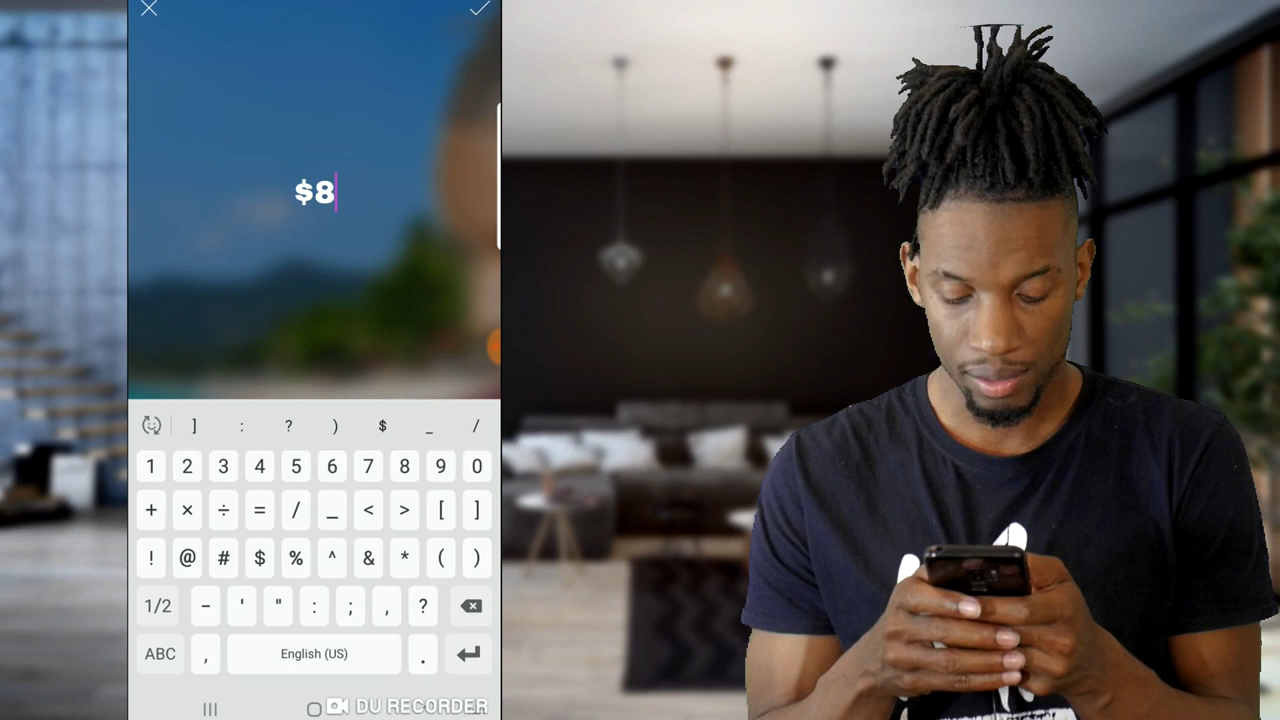 $8
] : ? ) $ _ /
1 2 3 4 5 6 7 8 9 0
+ × ÷ = / _ < > [ ]
! @ # $ % ^ & * ( )
1/2 - ' " : ; , ?
ABC , English (US) .
DU RECORDER